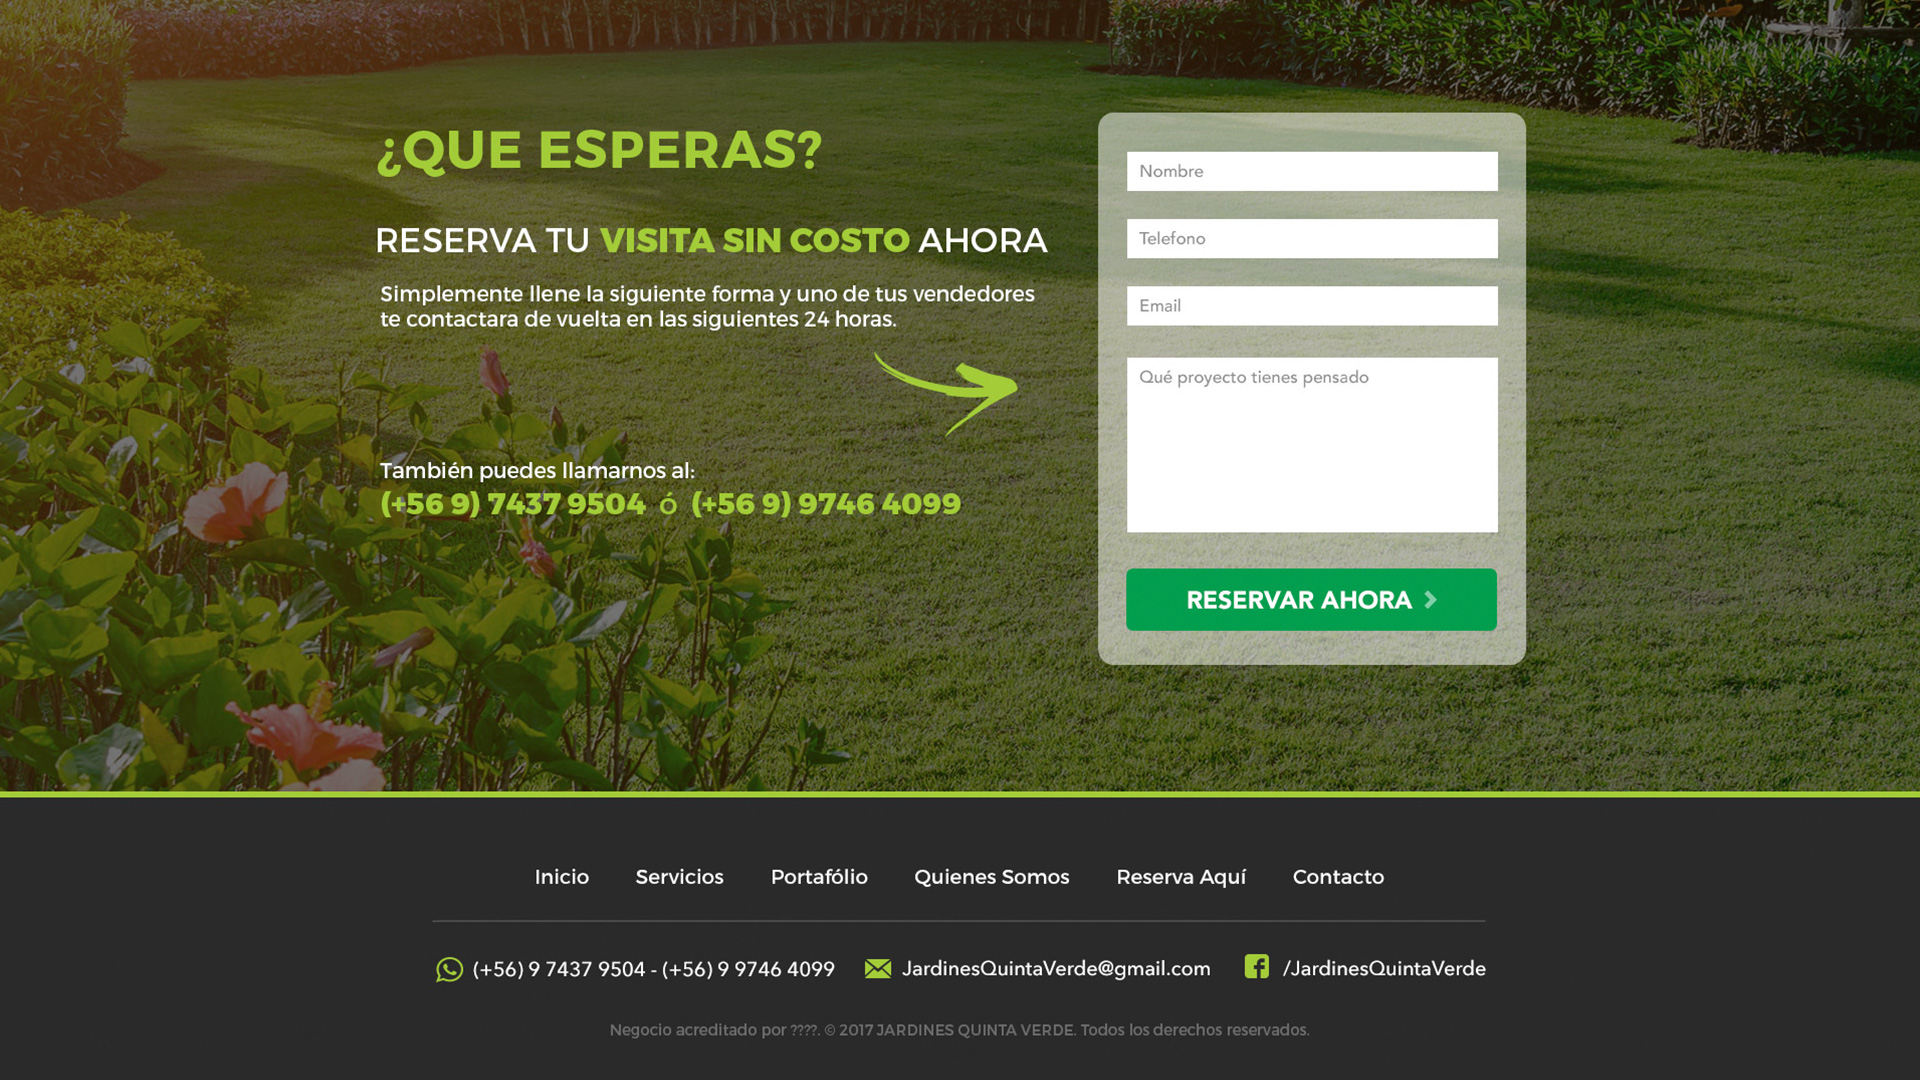 ¿QUE ESPERAS?
RESERVA TU VISITA SIN COSTO AHORA
Simplemente llene la siguiente forma y uno de tus vendedores
te contactara de vuelta en las siguientes 24 horas.
También puedes llamarnos al:
(+56 9) 7437 9504 ó (+56 9) 9746 4099
Nombre
Telefono
Email
Qué proyecto tienes pensado
RESERVAR AHORA
Inicio Servicios Portafólio Quienes Somos Reserva Aquí Contacto
(+56) 9 7437 9504 - (+56) 9 9746 4099 JardinesQuintaVerde@gmail.com /JardinesQuintaVerde
Negocio acreditado por ????. © 2017 JARDINES QUINTA VERDE. Todos los derechos reservados.